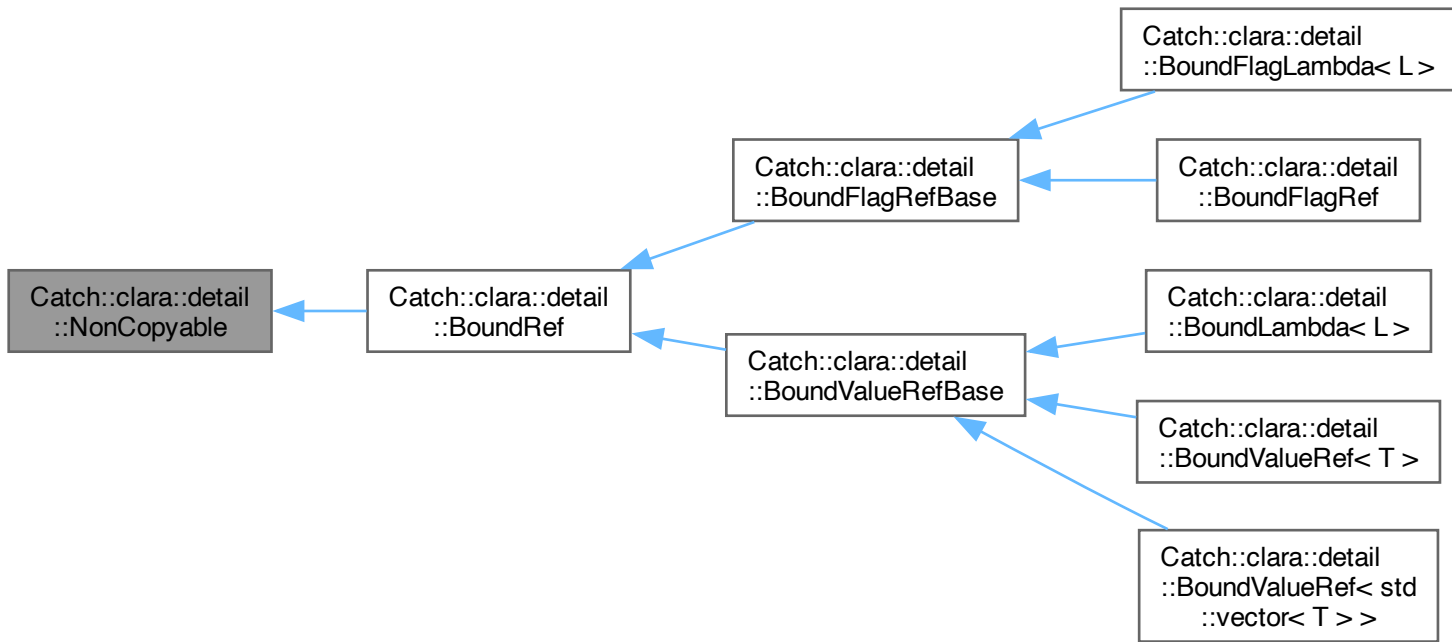 Catch::clara::detail
::BoundFlagLambda< L >
Catch::clara::detail
::BoundFlagRefBase
Catch::clara::detail
::BoundFlagRef
Catch::clara::detail
::NonCopyable
Catch::clara::detail
::BoundRef
Catch::clara::detail
::BoundLambda< L >
Catch::clara::detail
::BoundValueRefBase
Catch::clara::detail
::BoundValueRef< T >
Catch::clara::detail
::BoundValueRef< std
::vector< T > >